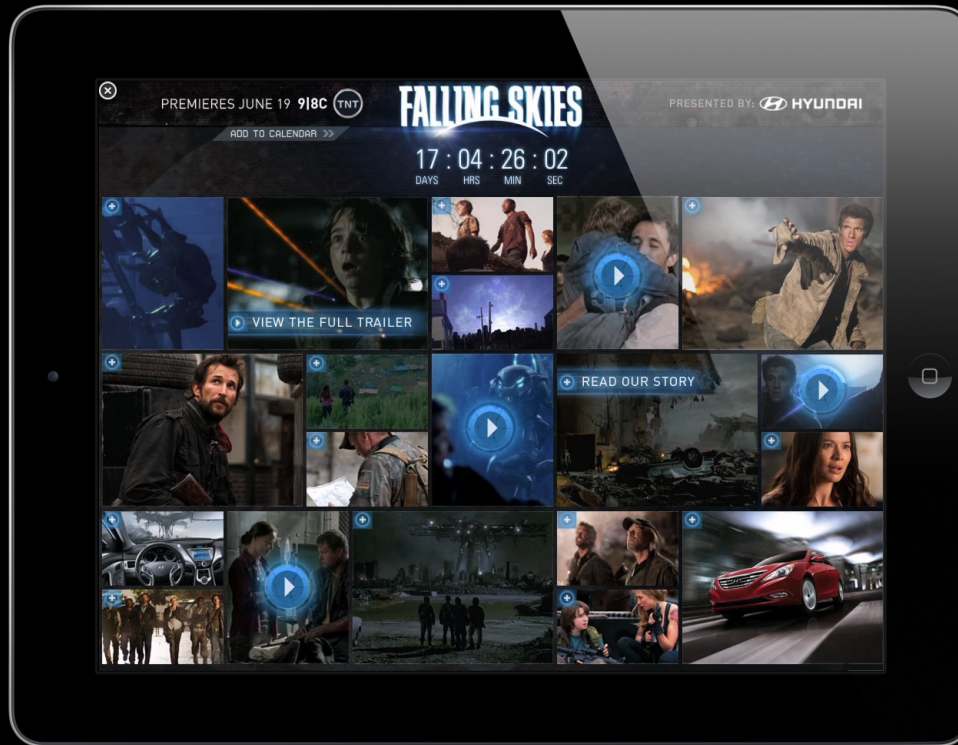 PREMIERES JUNE 19 9|8C TNT
ADD TO CALENDAR >>
FALLING SKIES
PRESENTED BY: HYUNDAI
17 : 04 : 26 : 02
DAYS HRS MIN SEC
VIEW THE FULL TRAILER
READ OUR STORY